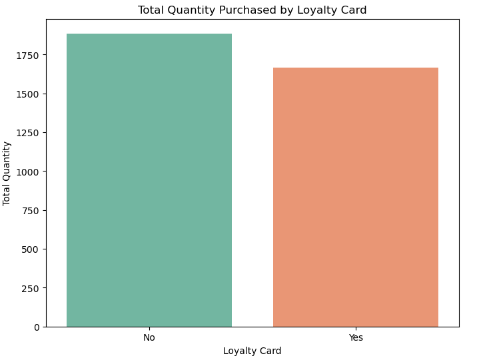 Total Quantity Purchased by Loyalty Card
Total Quantity
1750
1500
1250
1000
750
500
250
0
No
Yes
Loyalty Card